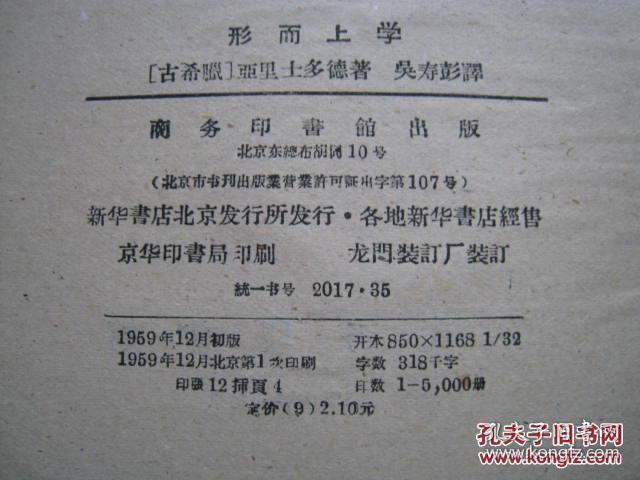 形而上学
[古希臘]亜里士多德著 吳寿彭譯
商务印書館出版
北京东總布胡同10号
(北京市书刊出版業营業許可証出字第107号)
新华書店北京发行所发行·各地新华書店經售
京华印書局印刷 龙門装訂厂装訂
統一书号 2017·35
1959年12月初版 开本850×1168 1/32
1959年12月北京第1次印刷 字数 318千字
印張12 插頁4 印数 1-5,000册
定价(9)2.10元
孔夫子旧书网